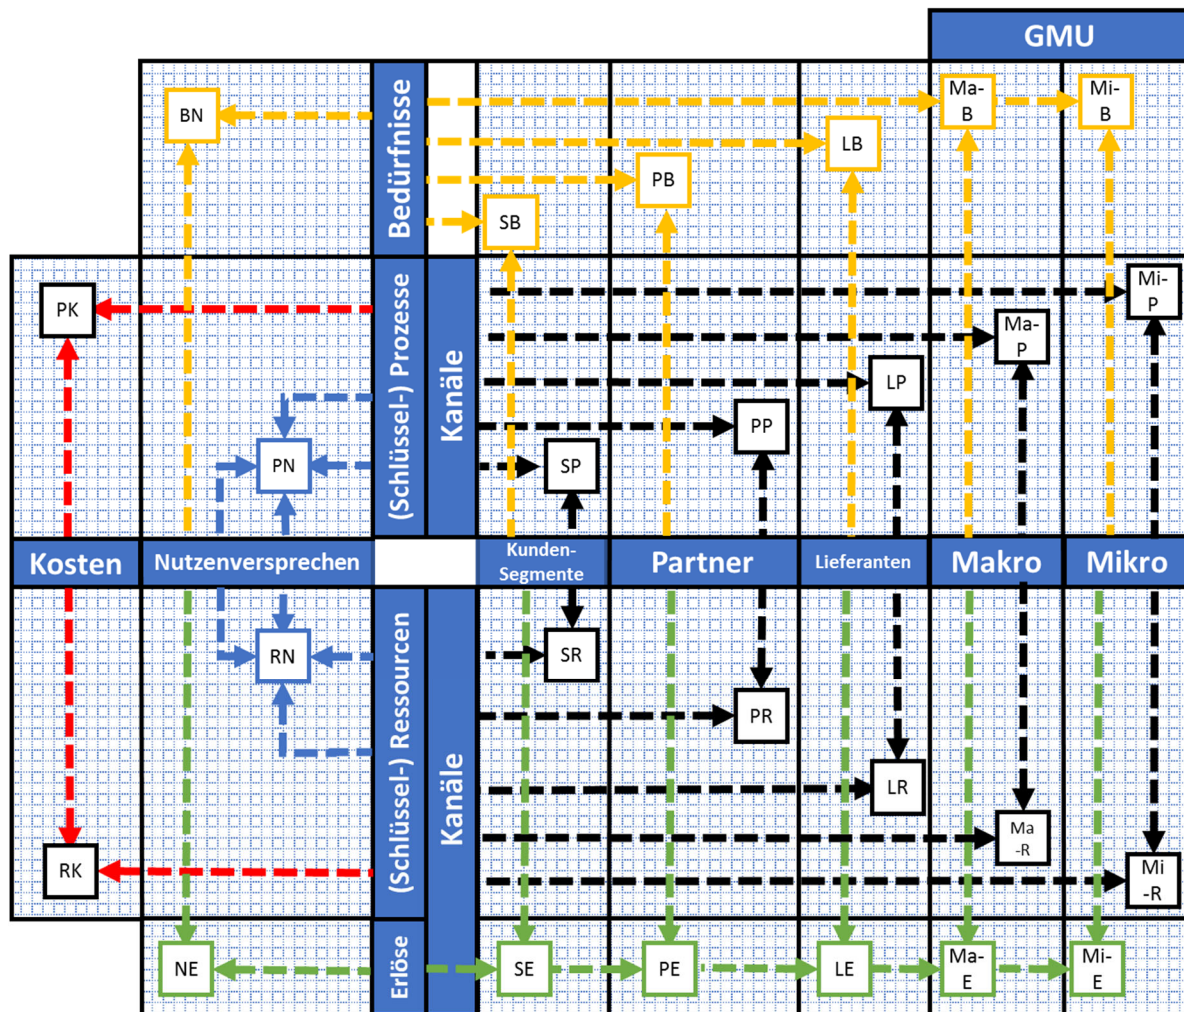 GMU
BN
Bedürfnisse
Ma-
B
Mi-
B
LB
PB
SB
PK
(Schlüssel-) Prozesse
Kanäle
Mi-
P
Ma-
P
LP
PP
PN
SP
Kosten
Nutzenversprechen
Kunden-
Segmente
Partner
Lieferanten
Makro
Mikro
RN
(Schlüssel-) Ressourcen
Kanäle
SR
PR
LR
Ma
-R
RK
Mi
-R
NE
Erlöse
SE
PE
LE
Ma-
E
Mi-
E